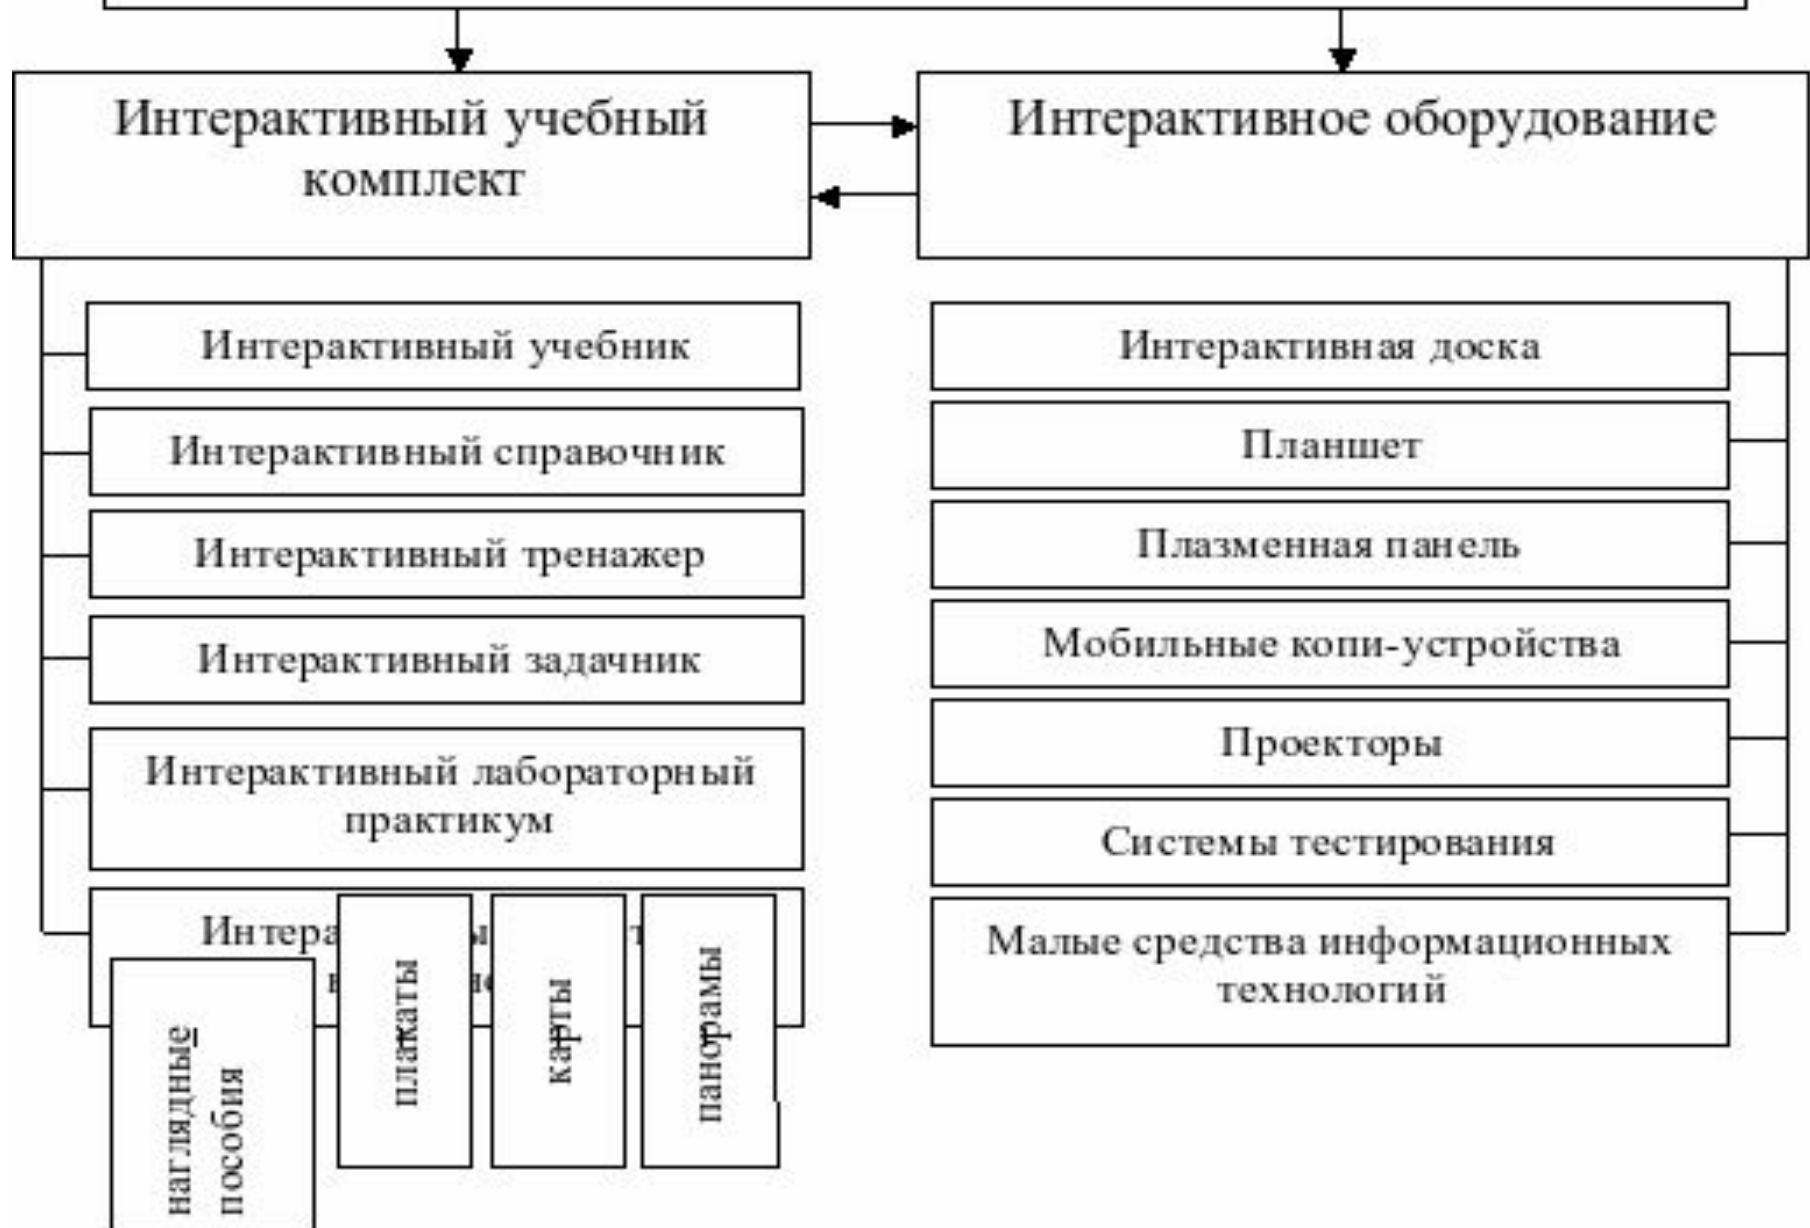 Интерактивный учебный
комплект
Интерактивный учебник
Интерактивный справочник
Интерактивный тренажер
Интерактивный задачник
Интерактивный лабораторный
практикум
наглядные
пособия
плакаты
карты
панорамы
Интерактивное оборудование
Интерактивная доска
Планшет
Плазменная панель
Мобильные копи-устройства
Проекторы
Системы тестирования
Малые средства информационных
технологий